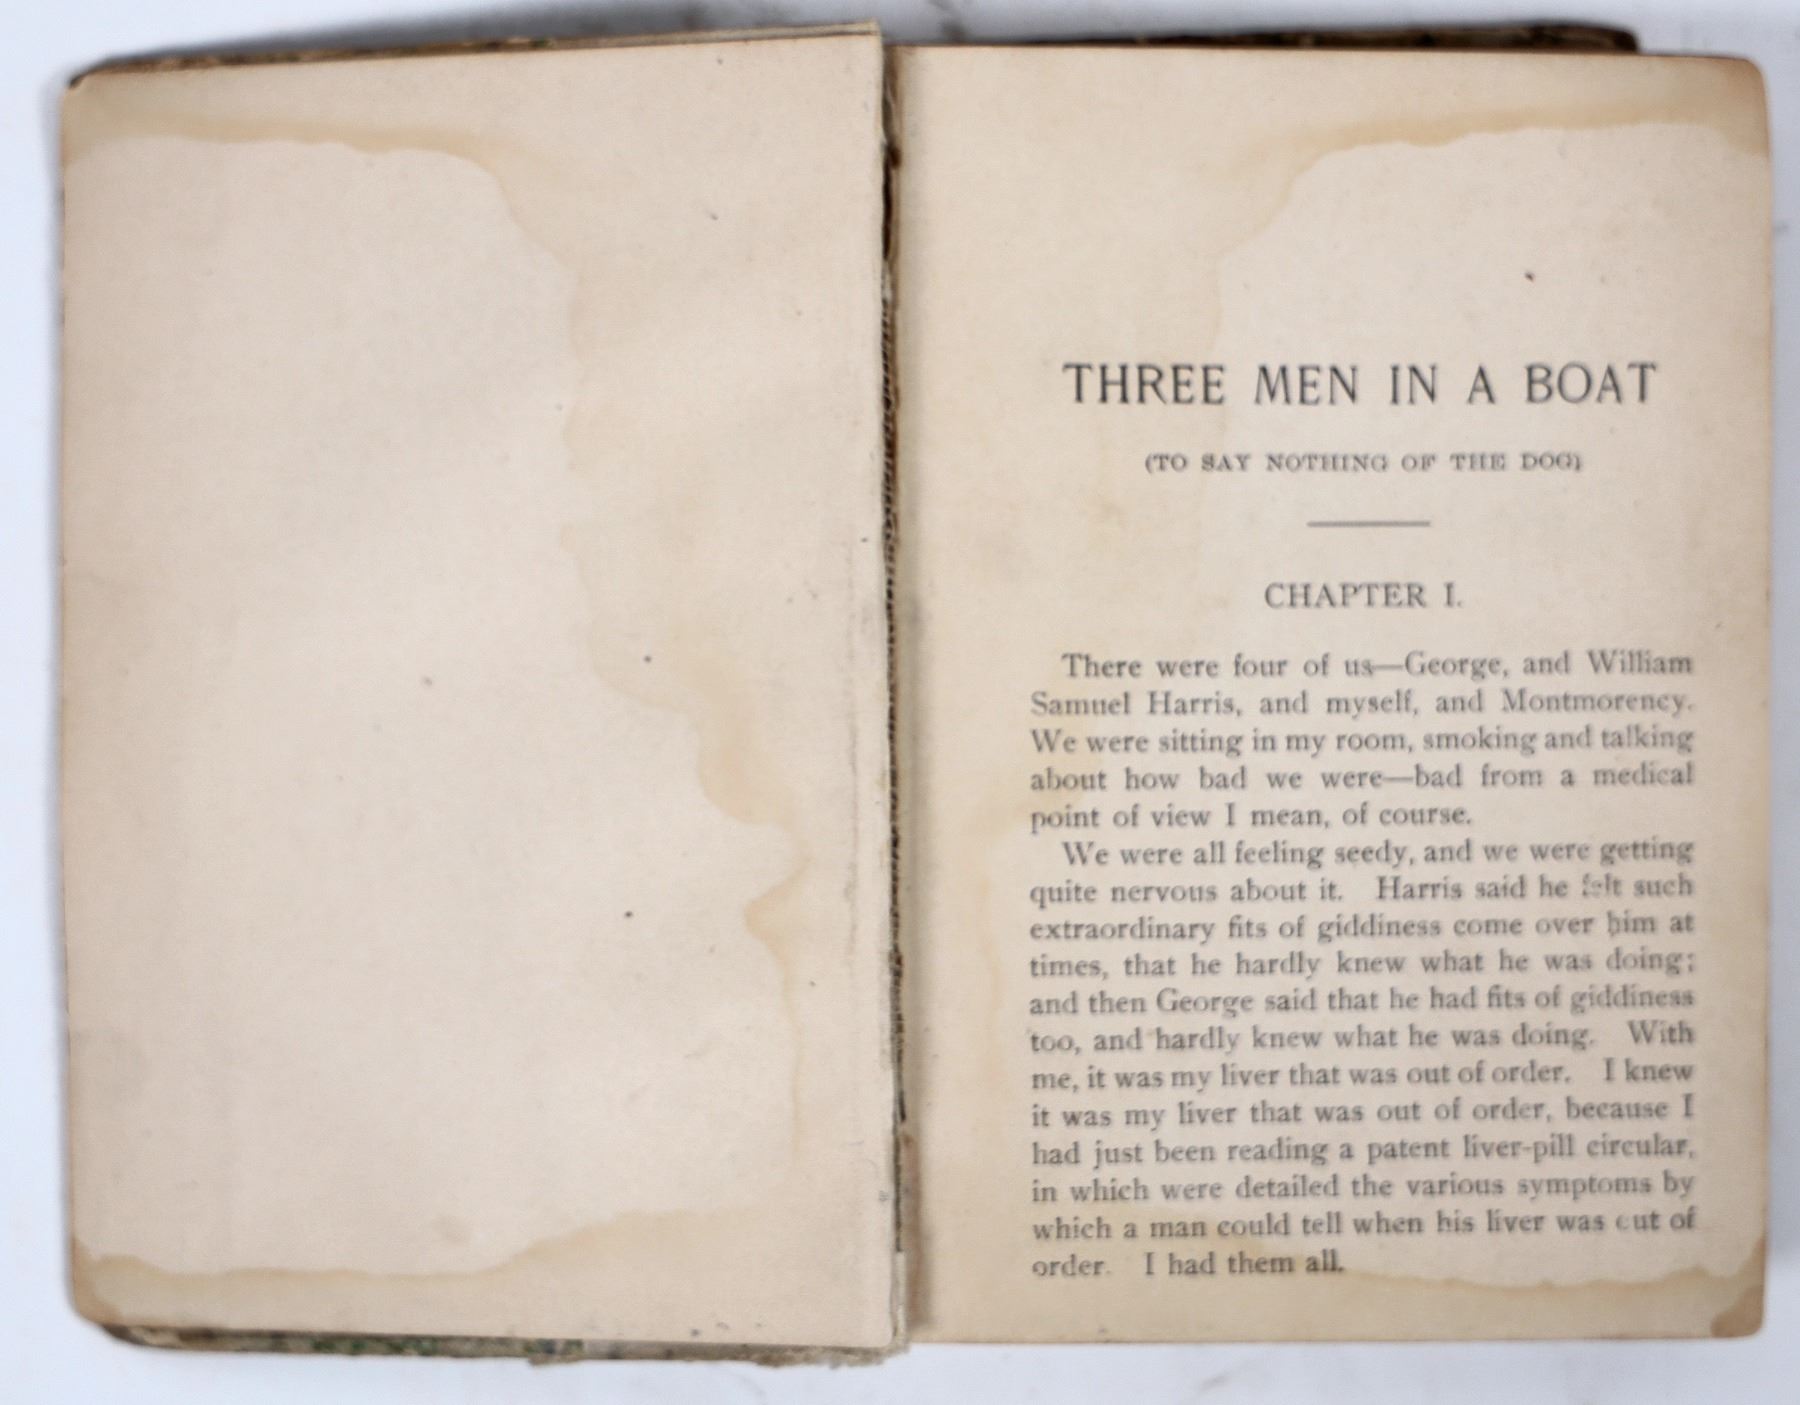 THREE MEN IN A BOAT
(TO SAY NOTHING OF THE DOG)
CHAPTER I.
There were four of us—George, and William
Samuel Harris, and myself, and Montmorency.
We were sitting in my room, smoking and talking
about how bad we were—bad from a medical
point of view I mean, of course.
We were all feeling seedy, and we were getting
quite nervous about it. Harris said he felt such
extraordinary fits of giddiness come over him at
times, that he hardly knew what he was doing;
and then George said that he had fits of giddiness
too, and hardly knew what he was doing. With
me, it was my liver that was out of order. I knew
it was my liver that was out of order, because I
had just been reading a patent liver-pill circular,
in which were detailed the various symptoms by
which a man could tell when his liver was out of
order. I had them all.